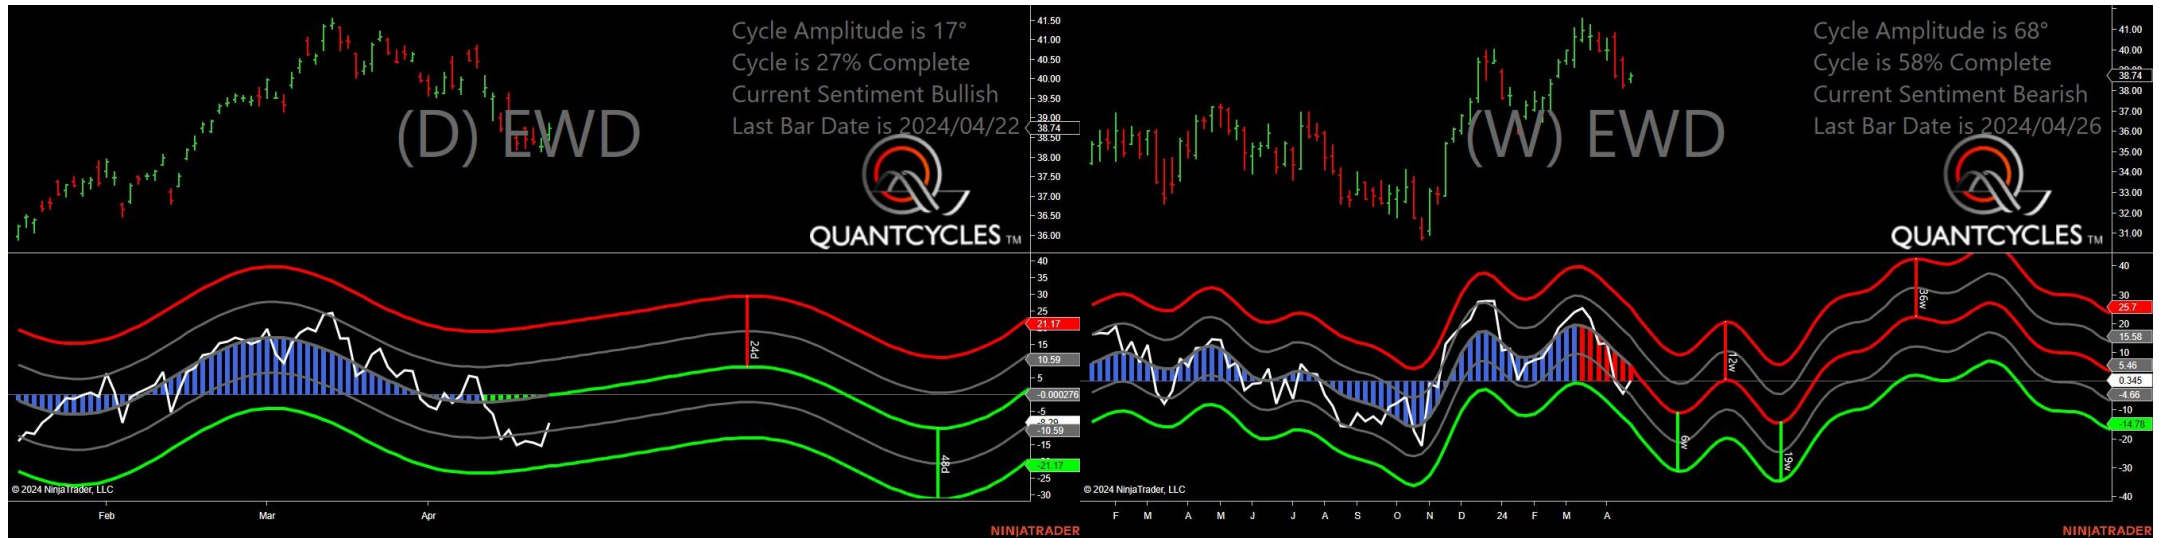 Cycle Amplitude is 17°
Cycle is 27% Complete
Current Sentiment Bullish
Last Bar Date is 2024/04/22
(D) EWD
QUANTCYCLES TM
41.50
41.00
40.50
40.00
39.50
39.00
38.74
38.50
38.00
37.50
37.00
36.50
36.00
40
35
30
25
21.17
15
10.59
5
-0.000276
-5
-8.29
-10.59
-15
-21.17
-25
-30
24d
48d
© 2024 NinjaTrader, LLC
Feb Mar Apr
NINJATRADER
Cycle Amplitude is 68°
Cycle is 58% Complete
Current Sentiment Bearish
Last Bar Date is 2024/04/26
(W) EWD
QUANTCYCLES TM
41.00
40.00
38.74
38.00
37.00
36.00
35.00
34.00
33.00
32.00
31.00
40
30
25.7
20
15.58
10
5.46
0.345
-4.66
-10
-14.78
-20
-30
-40
6w
12w
19w
36w
© 2024 NinjaTrader, LLC
F M A M J J A S O N D 24 F M A
NINJATRADER